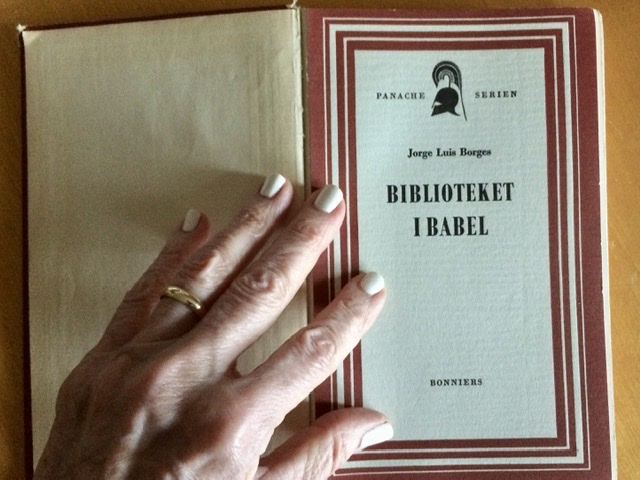 PANACHE SERIEN
Jorge Luis Borges
BIBLIOTEKET
I BABEL
BONNIERS